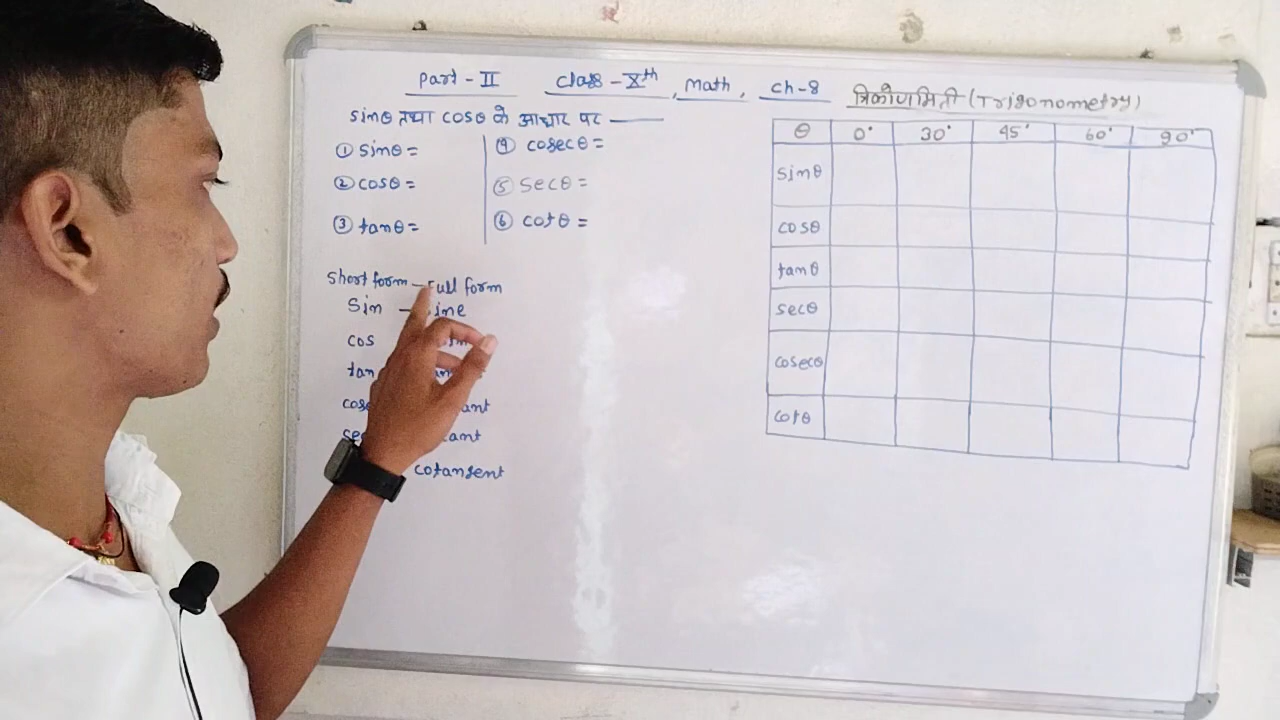 Part - II Class - Xth, Math, Ch-8 त्रिकोणमिती (Trigonometry)
sinθ तथा cosθ के आधार पर
① sinθ =
② cosθ =
③ tanθ =
④ cosecθ =
⑤ secθ =
⑥ cotθ =
Short form — Full form
Sin — Sine
cos
tan
cotangent
θ 0° 30° 45° 60° 90°
sinθ
cosθ
tanθ
secθ
cosecθ
cotθ